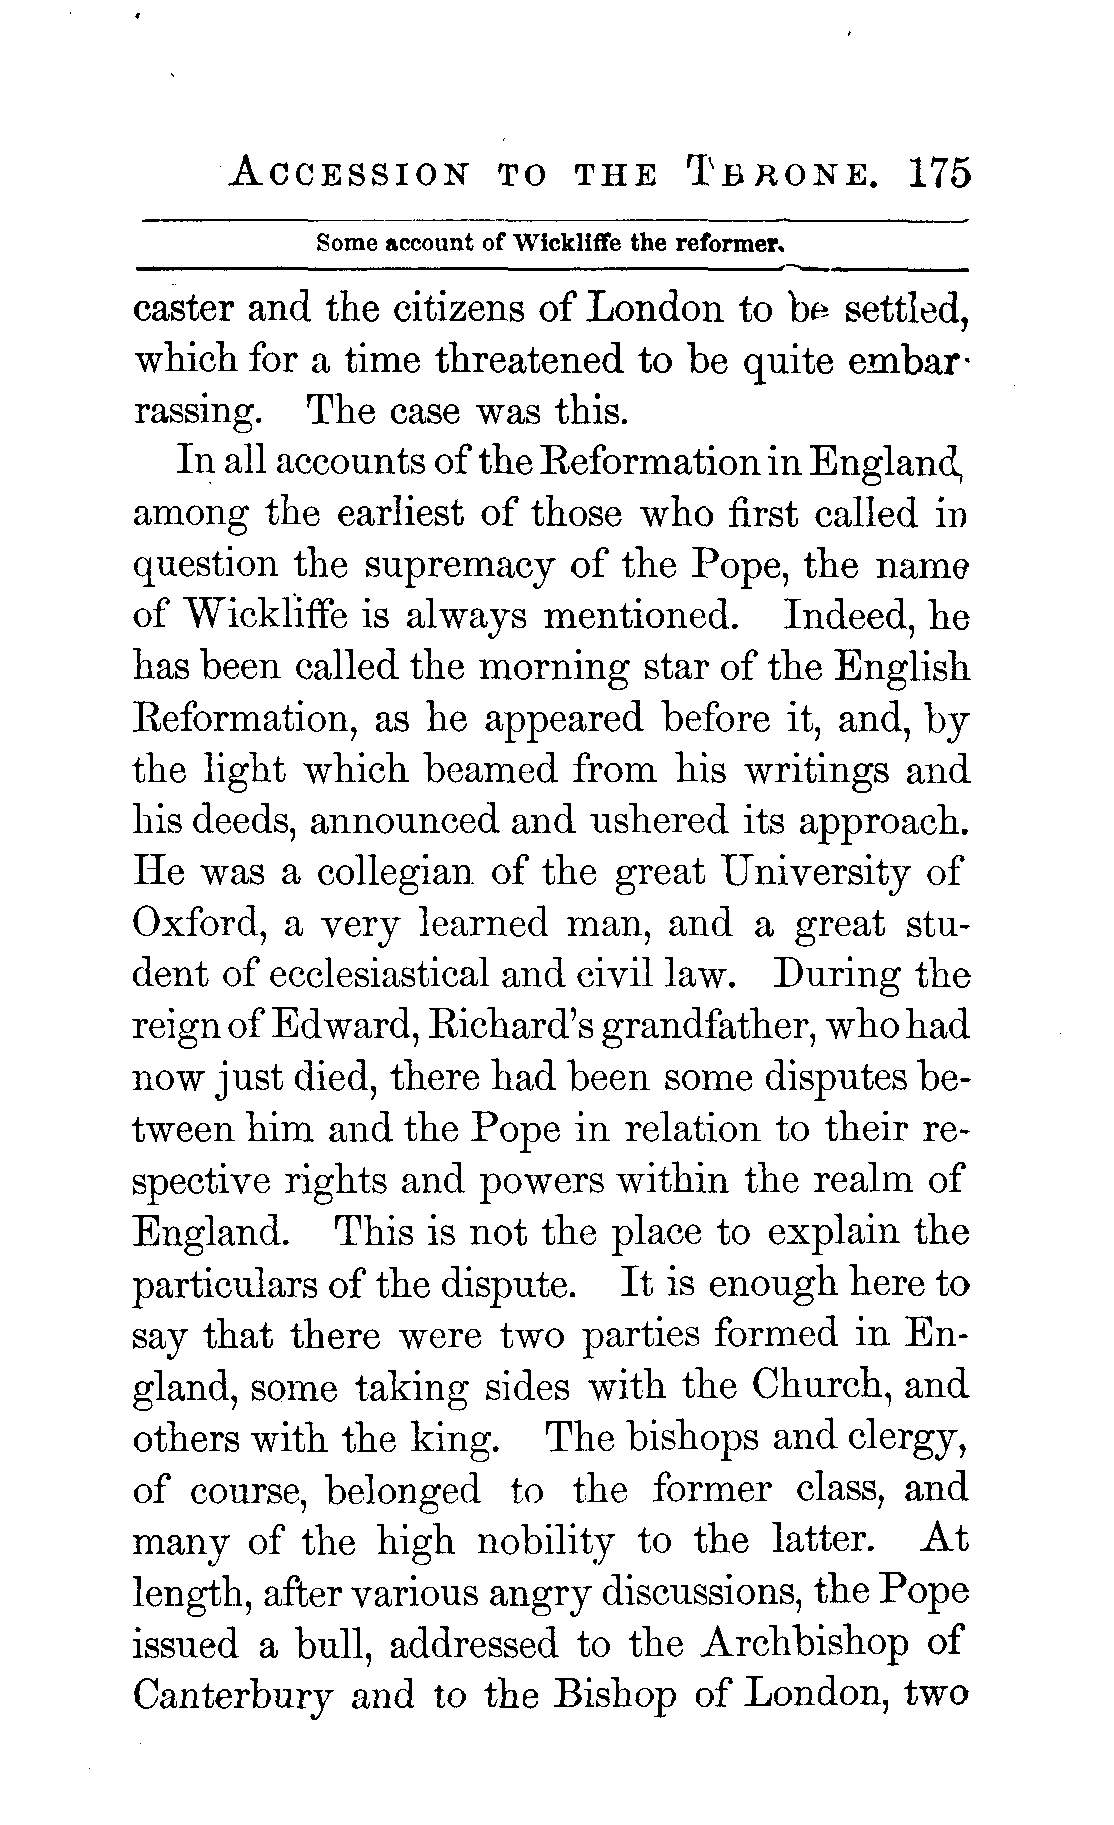 ACCESSION TO THE THRONE. 175
Some account of Wickliffe the reformer.
caster and the citizens of London to be settled,
which for a time threatened to be quite embar-
rassing. The case was this.
In all accounts of the Reformation in England,
among the earliest of those who first called in
question the supremacy of the Pope, the name
of Wickliffe is always mentioned. Indeed, he
has been called the morning star of the English
Reformation, as he appeared before it, and, by
the light which beamed from his writings and
his deeds, announced and ushered its approach.
He was a collegian of the great University of
Oxford, a very learned man, and a great stu-
dent of ecclesiastical and civil law. During the
reign of Edward, Richard's grandfather, who had
now just died, there had been some disputes be-
tween him and the Pope in relation to their re-
spective rights and powers within the realm of
England. This is not the place to explain the
particulars of the dispute. It is enough here to
say that there were two parties formed in En-
gland, some taking sides with the Church, and
others with the king. The bishops and clergy,
of course, belonged to the former class, and
many of the high nobility to the latter. At
length, after various angry discussions, the Pope
issued a bull, addressed to the Archbishop of
Canterbury and to the Bishop of London, two